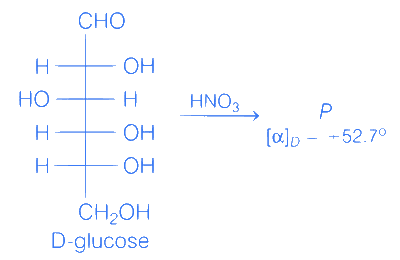 CHO
H OH
HO H
HNO₃
P
H OH
[α]D – +52.7°
H OH
CH₂OH
D-glucose